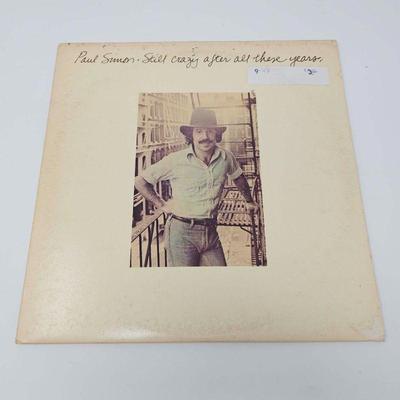 Paul Simon · Still crazy after all these years.